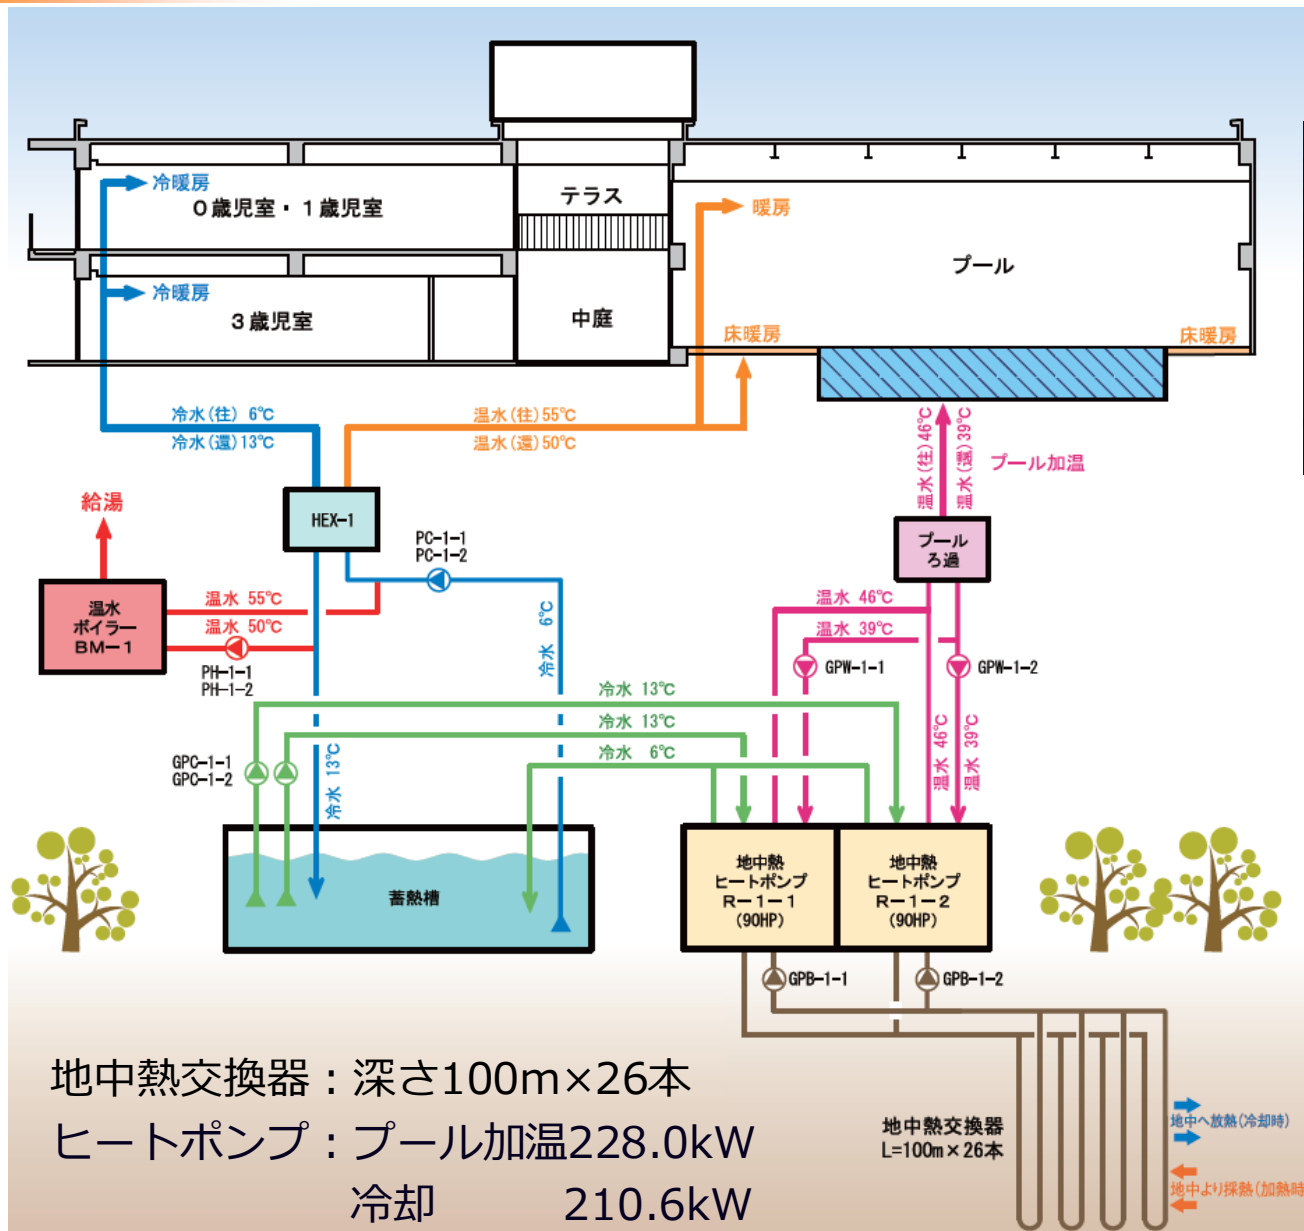 冷暖房
0歳児室・1歳児室
テラス
暖房
プール
冷暖房
3歳児室
中庭
床暖房
床暖房
冷水(往) 6℃
冷水(還)13℃
温水(往)55℃
温水(還)50℃
温水(往)46℃
温水(還)39℃
プール加温
給湯
HEX-1
PC-1-1
PC-1-2
プール
ろ過
温水
ボイラー
BM-1
温水 55℃
温水 50℃
PH-1-1
PH-1-2
冷水 6℃
温水 46℃
温水 39℃
GPW-1-1
GPW-1-2
冷水 13℃
冷水 13℃
冷水 6℃
GPC-1-1
GPC-1-2
冷水 13℃
温水 46℃
温水 39℃
蓄熱槽
地中熱
ヒートポンプ
R-1-1
(90HP)
地中熱
ヒートポンプ
R-1-2
(90HP)
GPB-1-1
GPB-1-2
地中熱交換器：深さ100m×26本
ヒートポンプ：プール加温228.0kW
冷却 210.6kW
地中熱交換器
L=100m×26本
地中へ放熱(冷却時)
地中より採熱(加熱時